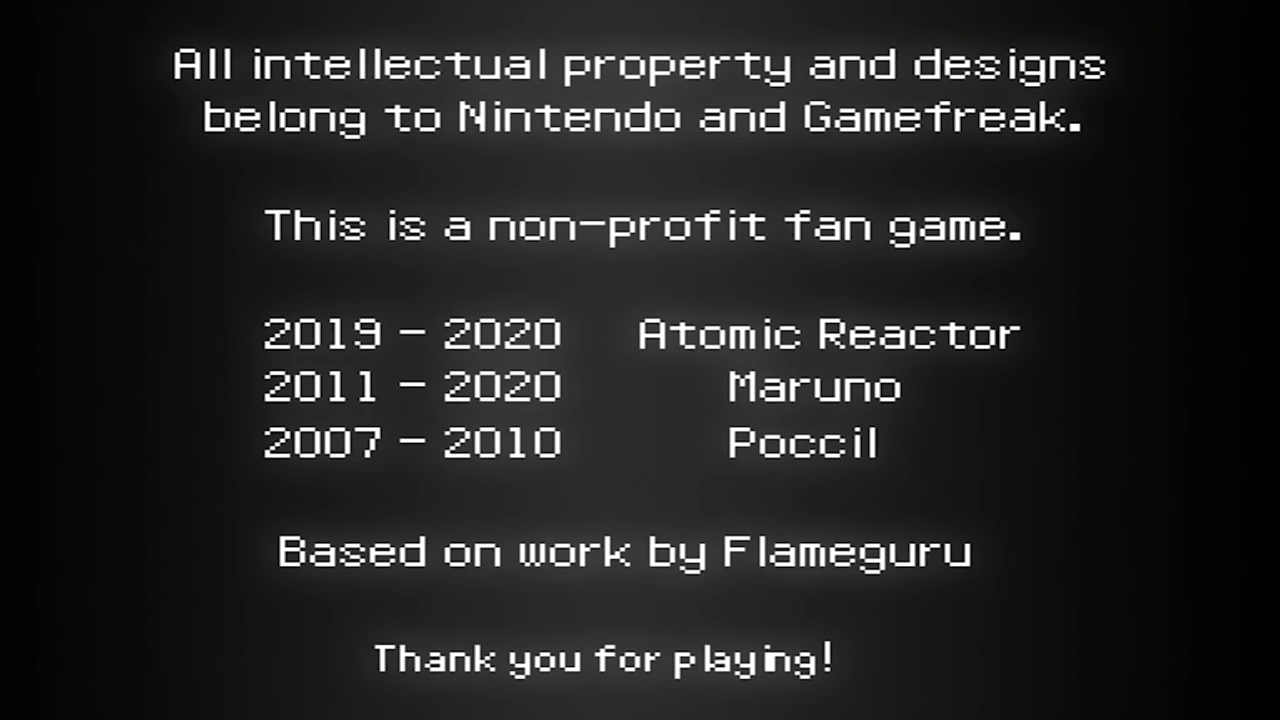 All intellectual property and designs
belong to Nintendo and Gamefreak.
This is a non-profit fan game.
2019 - 2020 Atomic Reactor
2011 - 2020 Maruno
2007 - 2010 Poccil
Based on work by Flameguru
Thank you for playing!